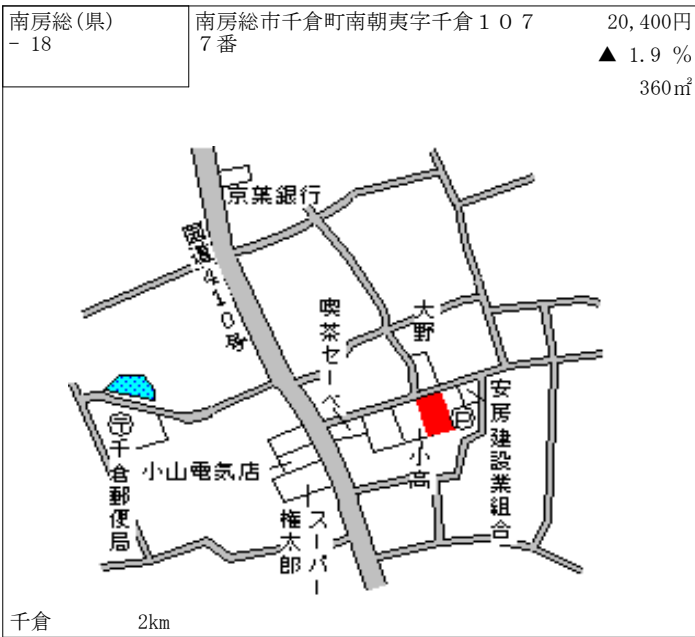 南房総(県)
- 18
南房総市千倉町南朝夷字千倉１０７
７番
20,400円
▲ 1.9 %
360㎡
京葉銀行
国道410号
喫茶セーべ
大野
安房建設業組合
千倉郵便局
小山電気店
小高
スーパー
権太郎
千倉
2km